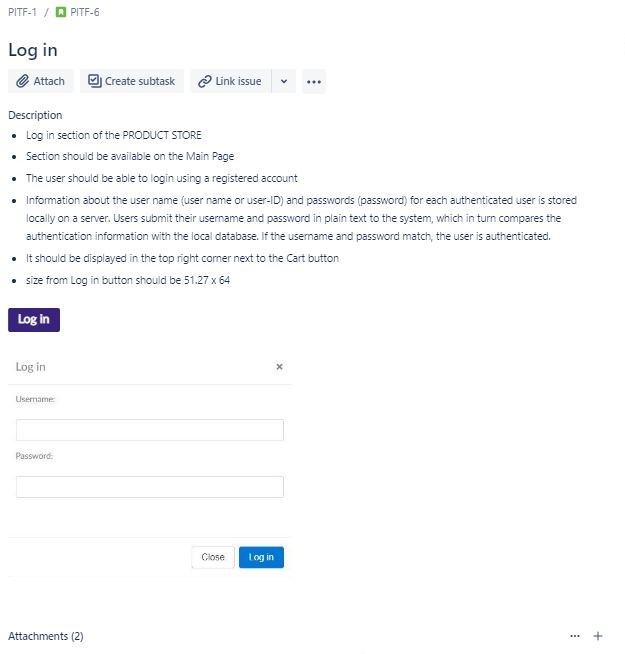 PITF-1 / PITF-6
Log in
Attach Create subtask Link issue ...
Description
• Log in section of the PRODUCT STORE
• Section should be available on the Main Page
• The user should be able to login using a registered account
• Information about the user name (user name or user-ID) and passwords (password) for each authenticated user is stored
locally on a server. Users submit their username and password in plain text to the system, which in turn compares the
authentication information with the local database. If the username and password match, the user is authenticated.
• It should be displayed in the top right corner next to the Cart button
• size from Log in button should be 51.27 x 64
Log in
Log in ×
Username:
Password:
Close Log in
Attachments (2) ... +